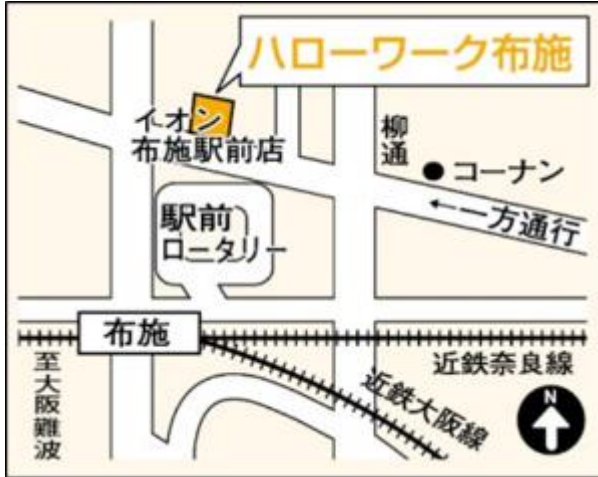 ハローワーク布施
イオン
布施駅前店
柳通
コーナン
←一方通行
駅前
ロータリー
布施
近鉄奈良線
至大阪難波
近鉄大阪線
N